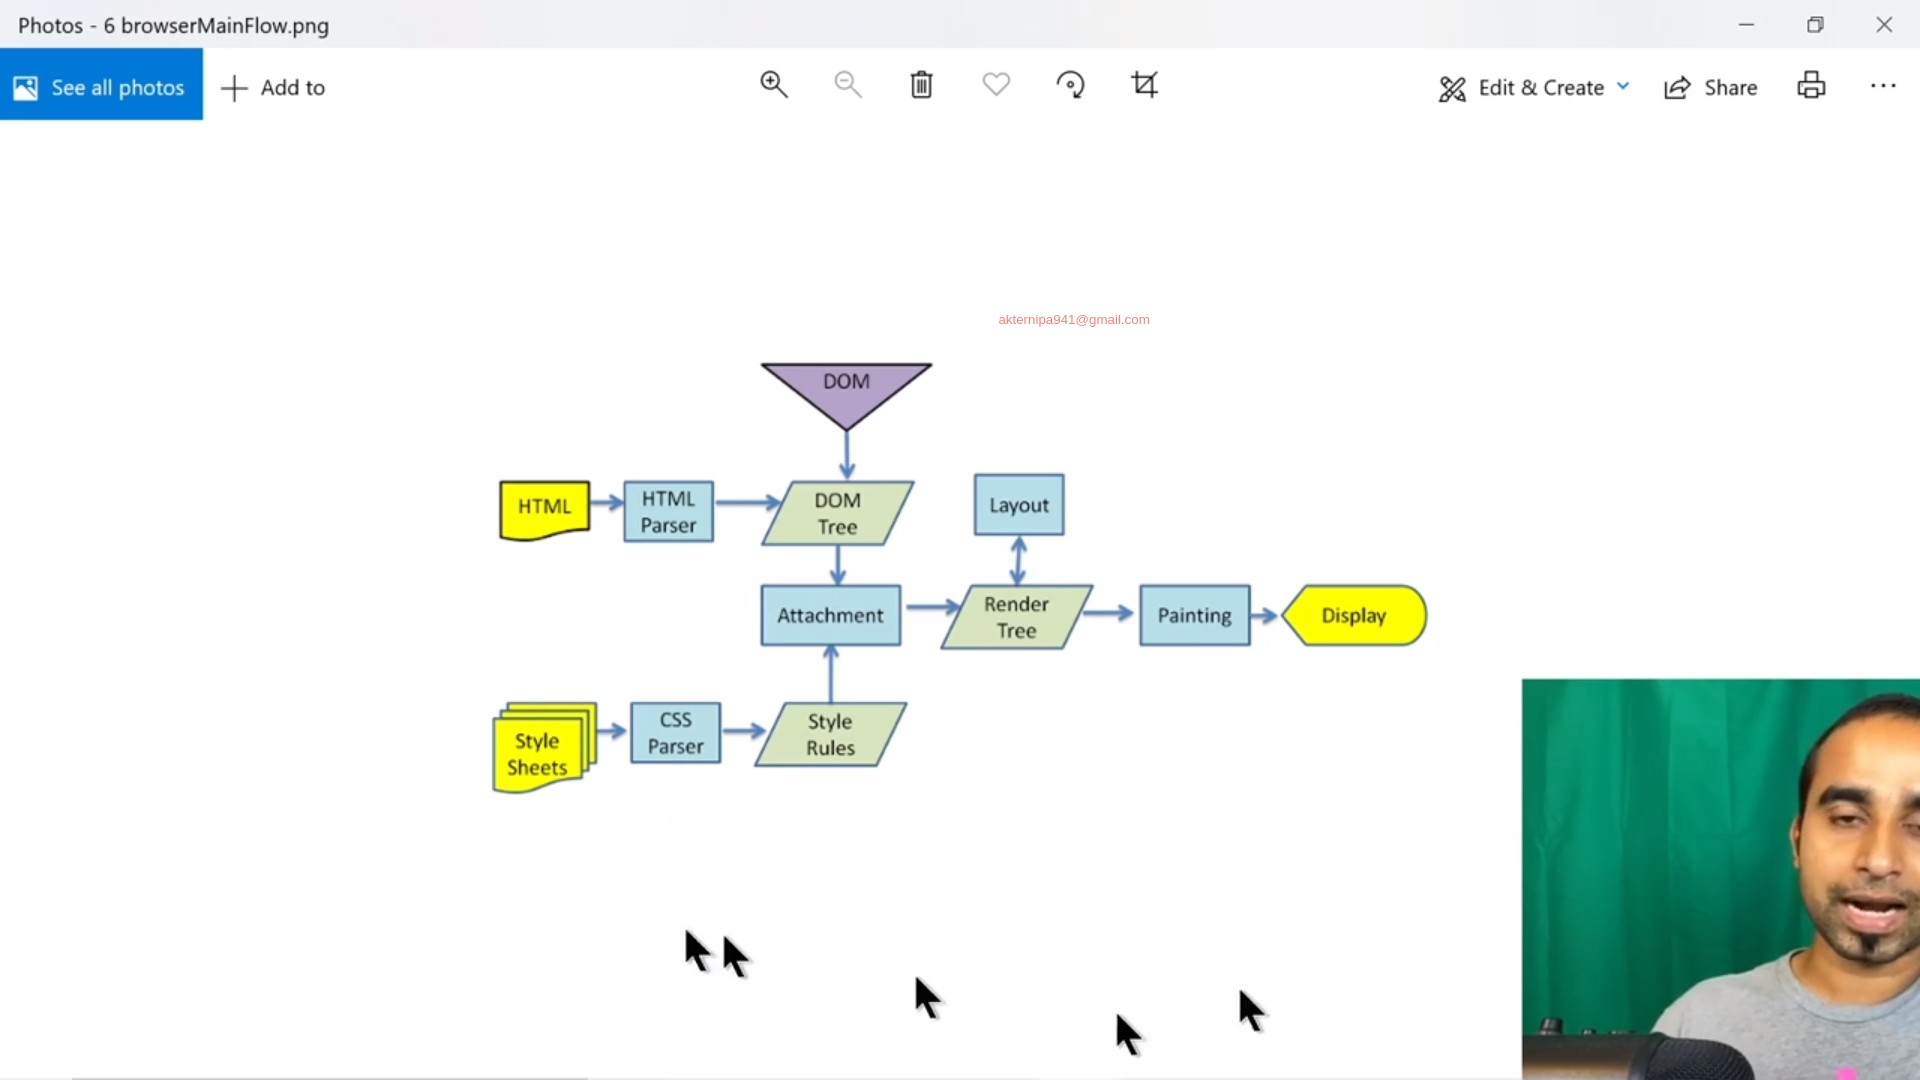 Photos - 6 browserMainFlow.png
See all photos
Add to
Edit & Create
Share
akternipa941@gmail.com
DOM
HTML
HTML
Parser
DOM
Tree
Layout
Attachment
Render
Tree
Painting
Display
Style
Sheets
CSS
Parser
Style
Rules